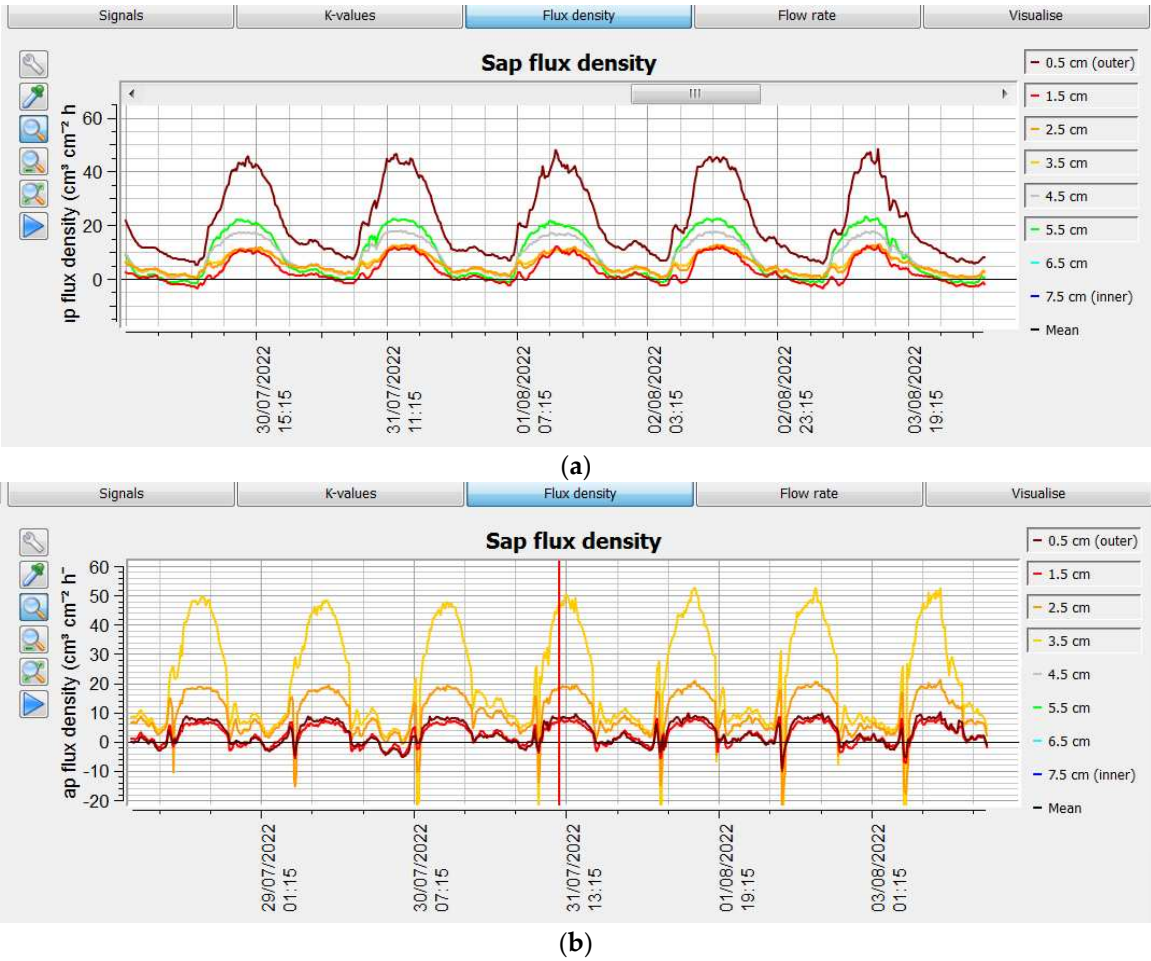 Signals K-values Flux density Flow rate Visualise
Sap flux density
ıp flux density (cm³ cm⁻² h
60
40
20
0
0.5 cm (outer)
1.5 cm
2.5 cm
3.5 cm
4.5 cm
5.5 cm
6.5 cm
7.5 cm (inner)
Mean
30/07/2022
15:15
31/07/2022
11:15
01/08/2022
07:15
02/08/2022
03:15
02/08/2022
23:15
03/08/2022
19:15
(a)
Signals K-values Flux density Flow rate Visualise
Sap flux density
ap flux density (cm³ cm⁻² h⁻
60
50
40
30
20
10
0
-10
-20
0.5 cm (outer)
1.5 cm
2.5 cm
3.5 cm
4.5 cm
5.5 cm
6.5 cm
7.5 cm (inner)
Mean
29/07/2022
01:15
30/07/2022
07:15
31/07/2022
13:15
01/08/2022
19:15
03/08/2022
01:15
(b)